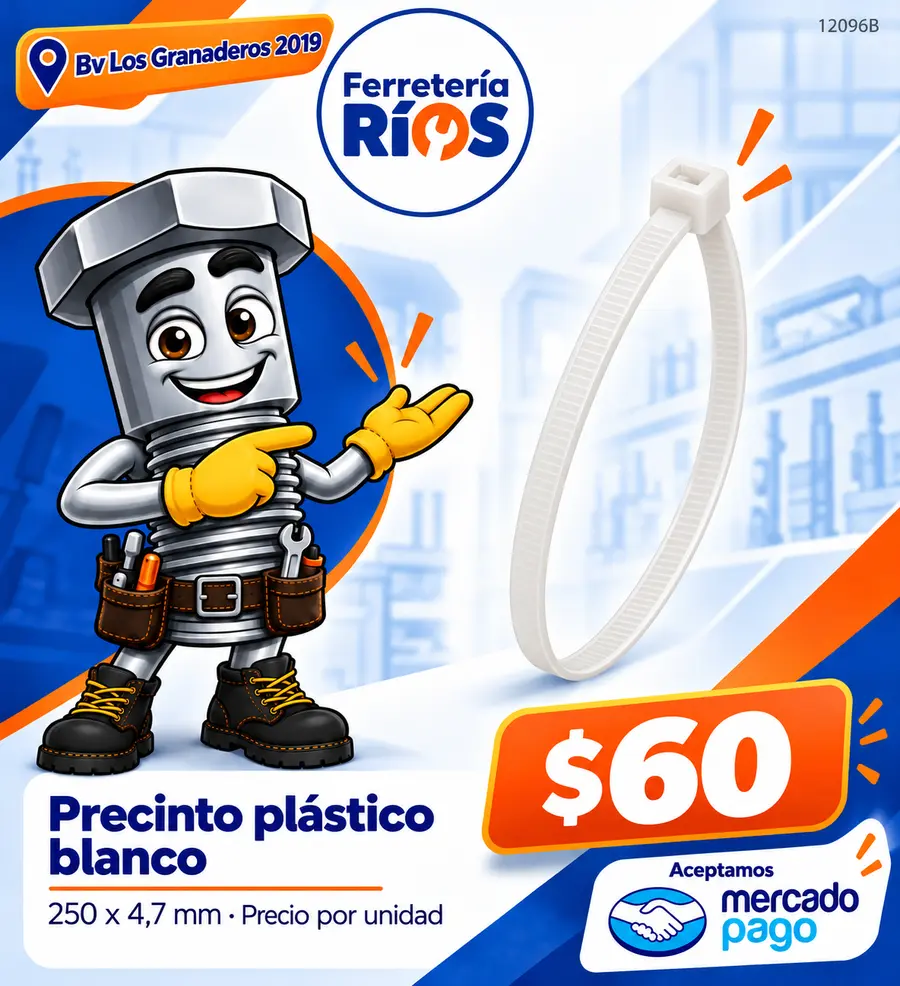 12096B
Bv Los Granaderos 2019
Ferretería
RÍOS
$60
Precinto plástico
blanco
250 x 4,7 mm · Precio por unidad
Aceptamos
mercado
pago